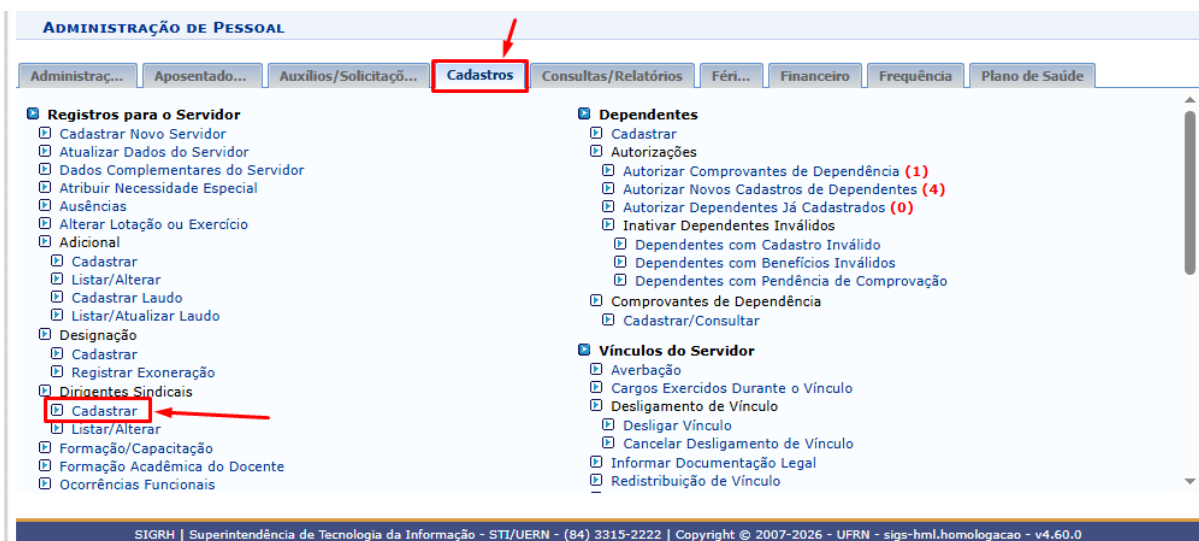 ADMINISTRAÇÃO DE PESSOAL
Administraç... Aposentado... Auxílios/Solicitaçõ... Cadastros Consultas/Relatórios Féri... Financeiro Frequência Plano de Saúde
Registros para o Servidor
Cadastrar Novo Servidor
Atualizar Dados do Servidor
Dados Complementares do Servidor
Atribuir Necessidade Especial
Ausências
Alterar Lotação ou Exercício
Adicional
Cadastrar
Listar/Alterar
Cadastrar Laudo
Listar/Atualizar Laudo
Designação
Cadastrar
Registrar Exoneração
Dirigentes Sindicais
Cadastrar
Listar/Alterar
Formação/Capacitação
Formação Acadêmica do Docente
Ocorrências Funcionais
Dependentes
Cadastrar
Autorizações
Autorizar Comprovantes de Dependência (1)
Autorizar Novos Cadastros de Dependentes (4)
Autorizar Dependentes Já Cadastrados (0)
Inativar Dependentes Inválidos
Dependentes com Cadastro Inválido
Dependentes com Benefícios Inválidos
Dependentes com Pendência de Comprovação
Comprovantes de Dependência
Cadastrar/Consultar
Vínculos do Servidor
Averbação
Cargos Exercidos Durante o Vínculo
Desligamento de Vínculo
Desligar Vínculo
Cancelar Desligamento de Vínculo
Informar Documentação Legal
Redistribuição de Vínculo
SIGRH | Superintendência de Tecnologia da Informação - STI/UERN - (84) 3315-2222 | Copyright © 2007-2026 - UFRN - sigs-hml.homologacao - v4.60.0